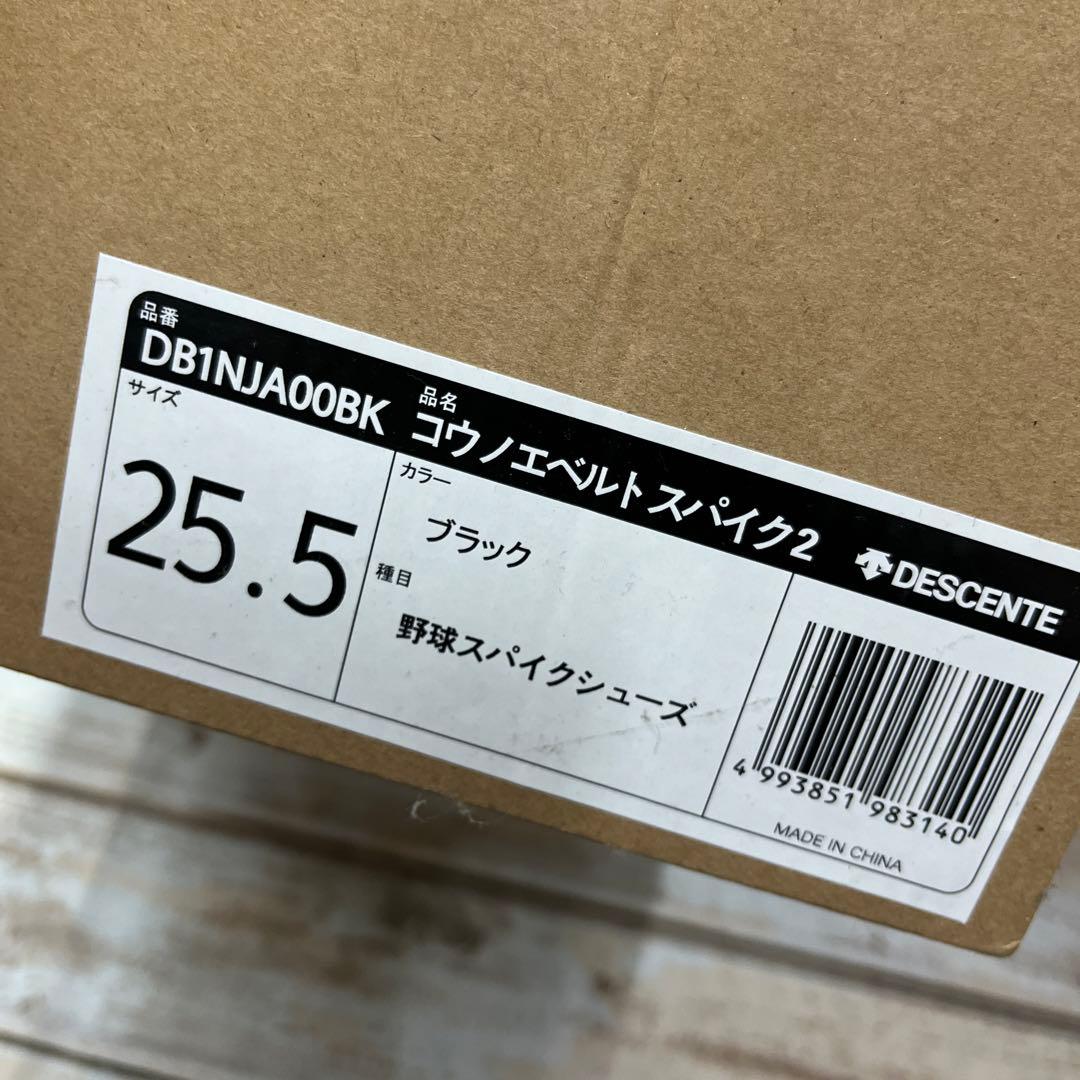 品番
DB1NJA00BK
品名
コウノエベルト スパイク2
DESCENTE
サイズ
25.5
カラー
ブラック
種目
野球スパイクシューズ
4 993851 983140
MADE IN CHINA